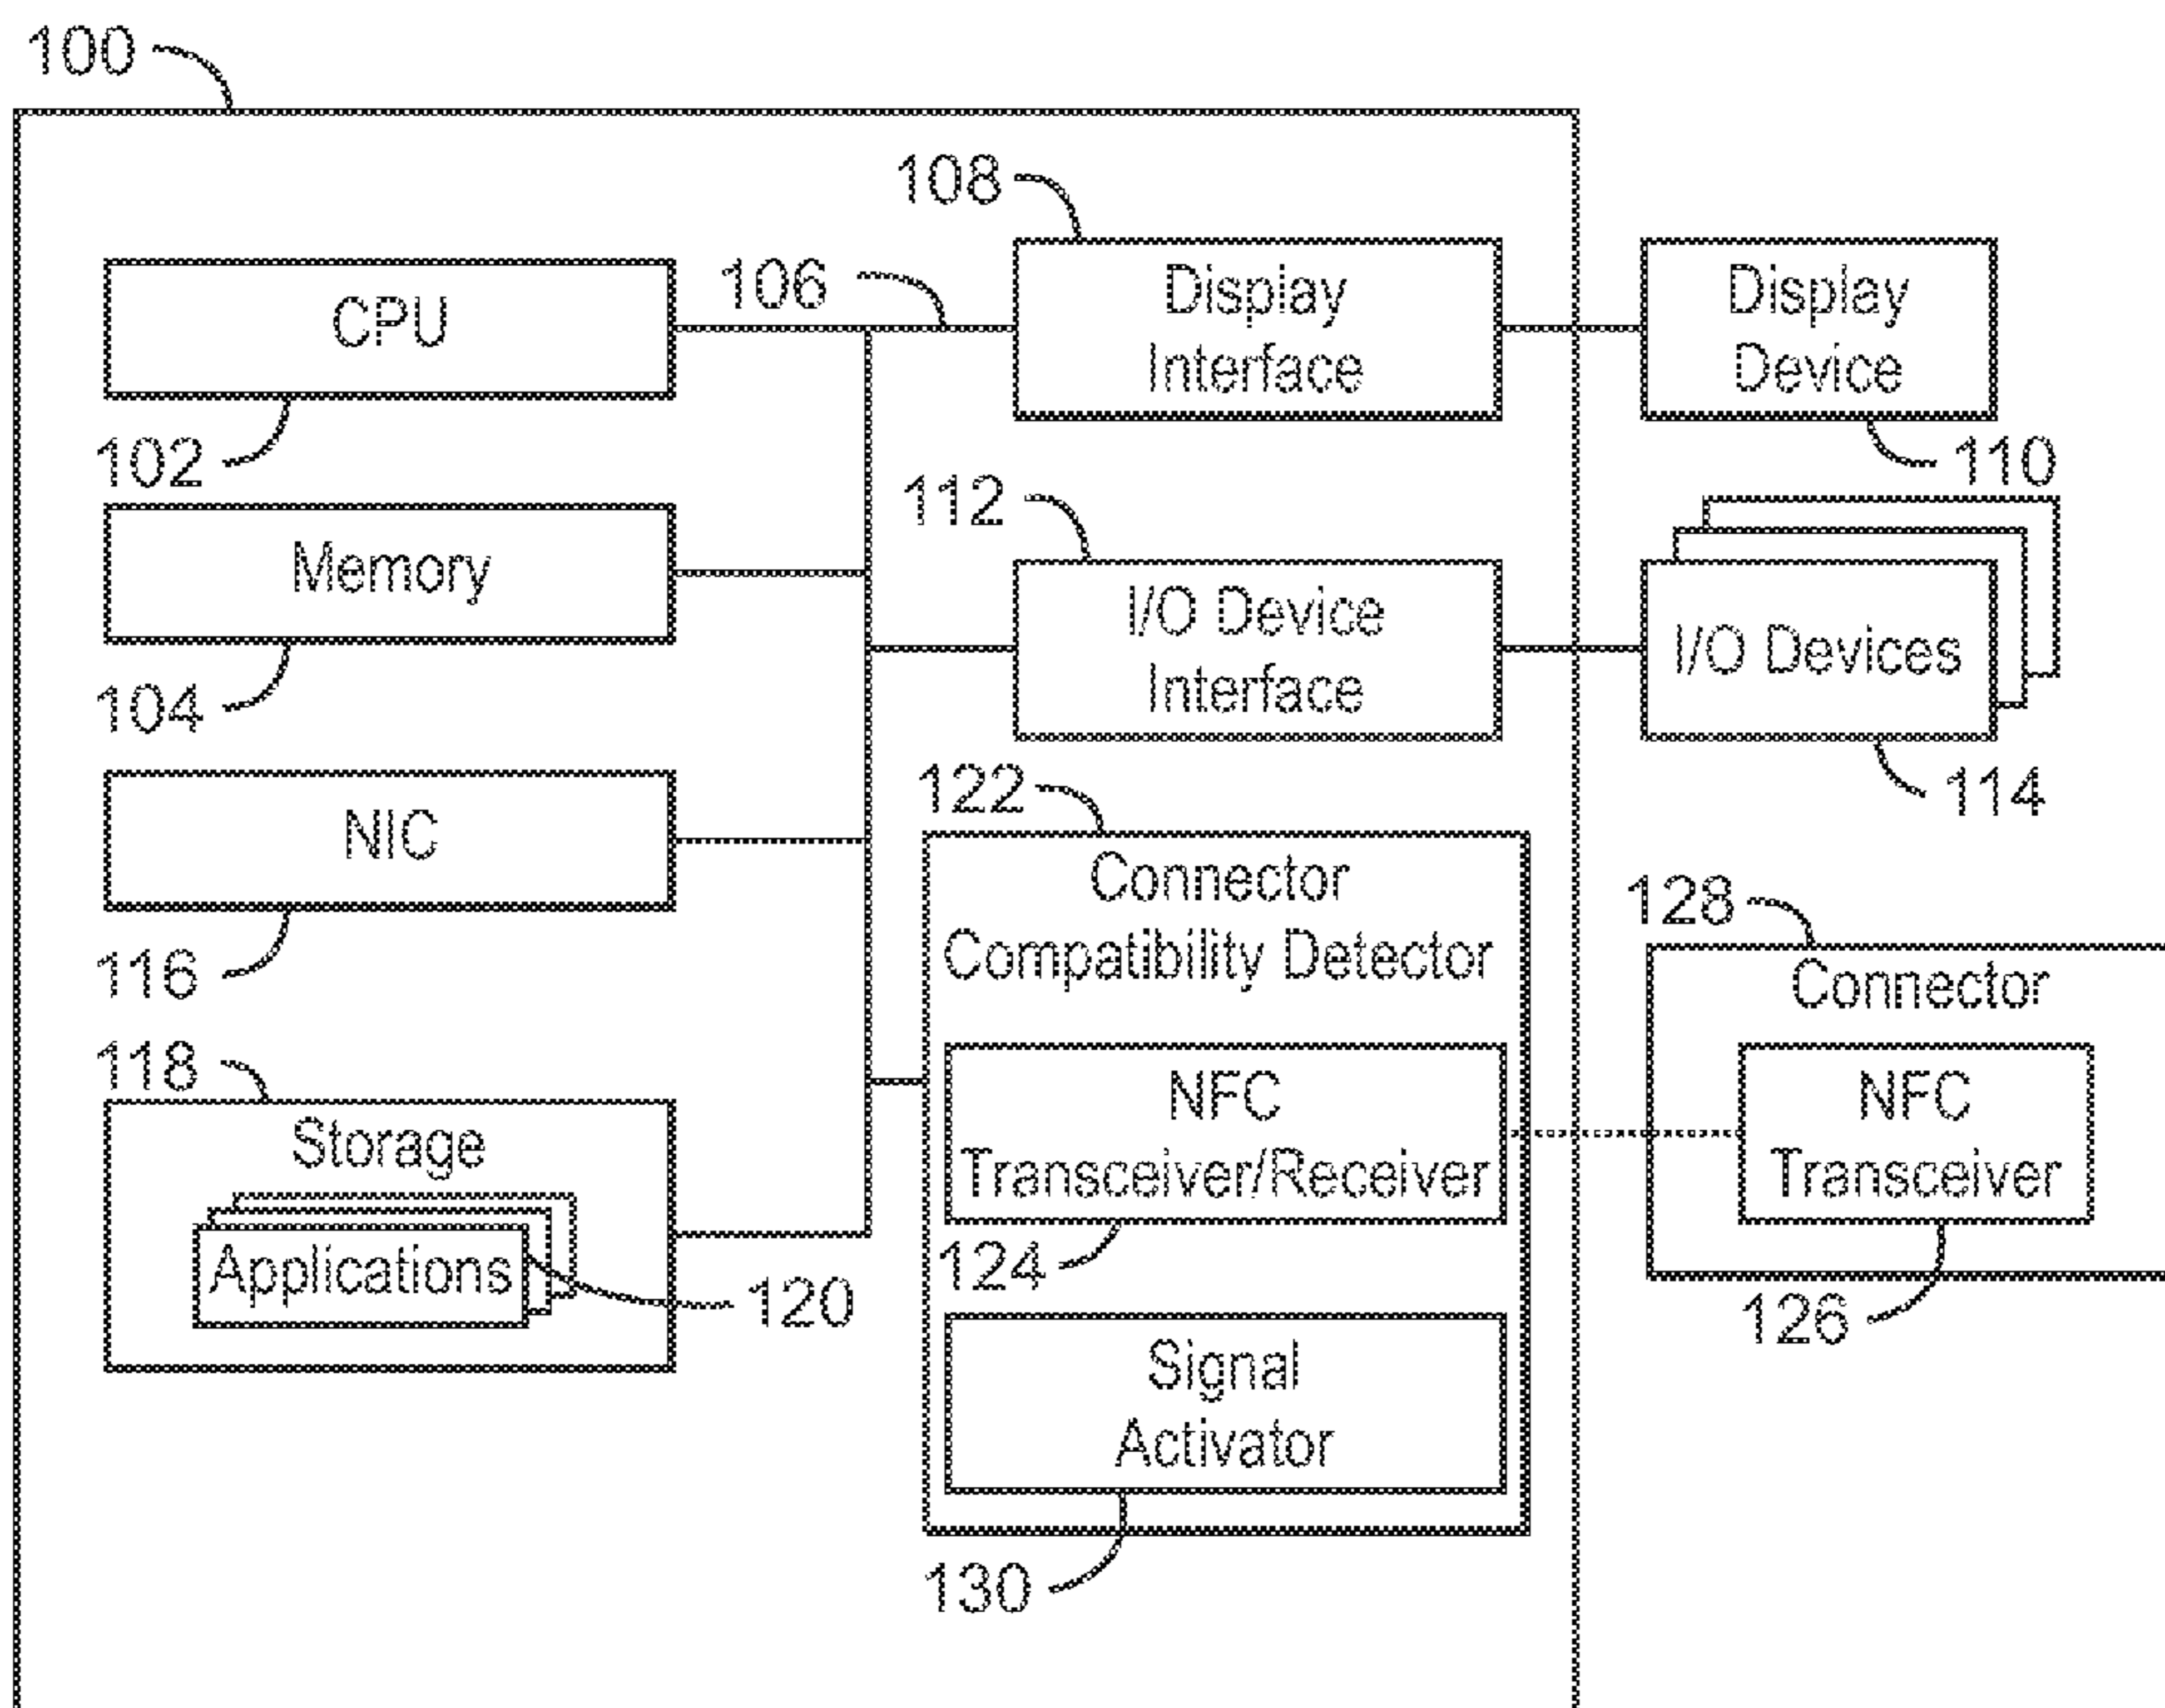 100
108
106
CPU
Display
Interface
Display
Device
102
110
112
Memory
I/O Device
Interface
I/O Devices
104
114
122
NIC
Connector
Compatibility Detector
128
Connector
116
118
Storage
NFC
Transceiver/Receiver
NFC
Transceiver
Applications
120
124
126
Signal
Activator
130